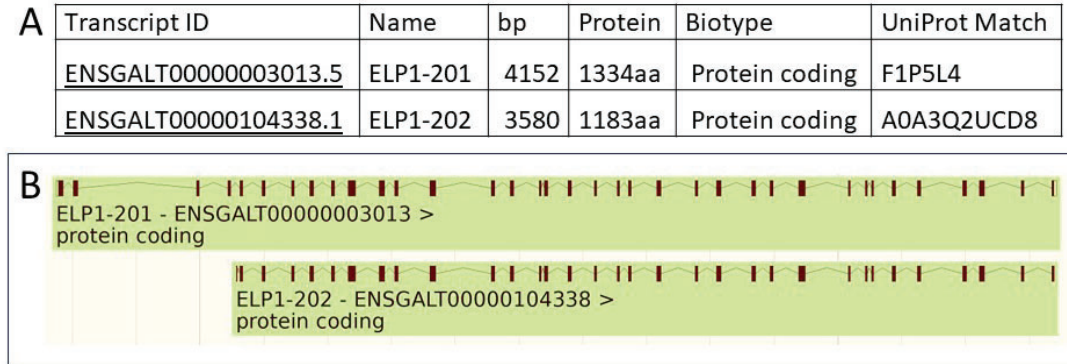 A
Transcript ID Name bp Protein Biotype UniProt Match
ENSGALT00000003013.5 ELP1-201 4152 1334aa Protein coding F1P5L4
ENSGALT00000104338.1 ELP1-202 3580 1183aa Protein coding A0A3Q2UCD8
B
ELP1-201 - ENSGALT00000003013 >
protein coding
ELP1-202 - ENSGALT00000104338 >
protein coding